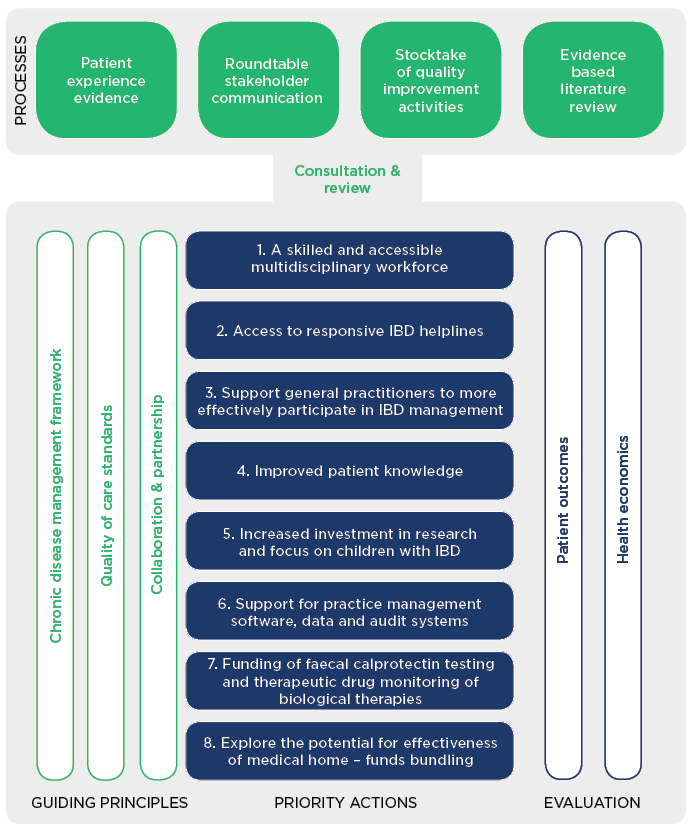 PROCESSES
Patient
experience
evidence
Roundtable
stakeholder
communication
Stocktake
of quality
improvement
activities
Evidence
based
literature
review
Consultation &
review
Chronic disease management framework
Quality of care standards
Collaboration & partnership
1. A skilled and accessible
multidisciplinary workforce
2. Access to responsive IBD helplines
3. Support general practitioners to more
effectively participate in IBD management
4. Improved patient knowledge
5. Increased investment in research
and focus on children with IBD
6. Support for practice management
software, data and audit systems
7. Funding of faecal calprotectin testing
and therapeutic drug monitoring of
biological therapies
8. Explore the potential for effectiveness
of medical home – funds bundling
Patient outcomes
Health economics
GUIDING PRINCIPLES
PRIORITY ACTIONS
EVALUATION